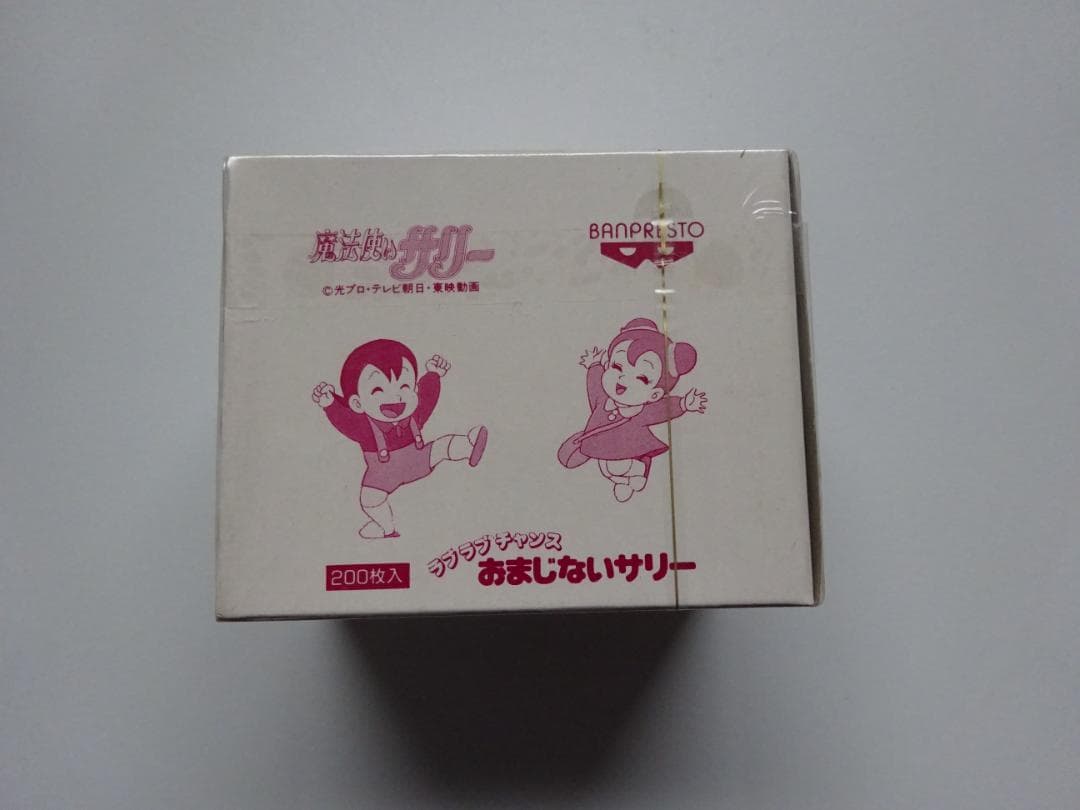 魔法使いサリー
BANPRESTO
©光プロ・テレビ朝日・東映動画
200枚入
ラブラブチャンス
おまじないサリー